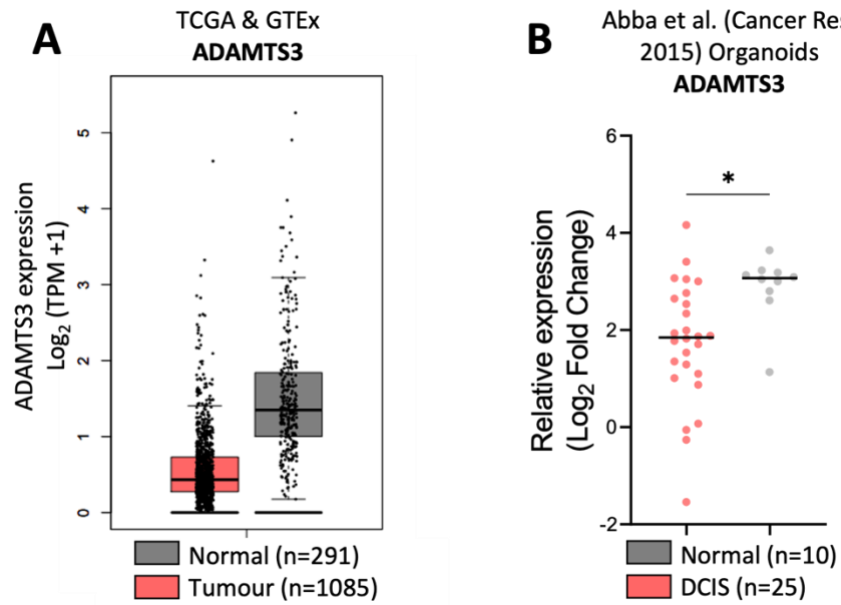 A
TCGA & GTEx
ADAMTS3
ADAMTS3 expression
Log2 (TPM +1)
5
4
3
2
1
0
Normal (n=291)
Tumour (n=1085)
B
Abba et al. (Cancer Res
2015) Organoids
ADAMTS3
Relative expression
(Log2 Fold Change)
6
4
2
0
-2
*
Normal (n=10)
DCIS (n=25)